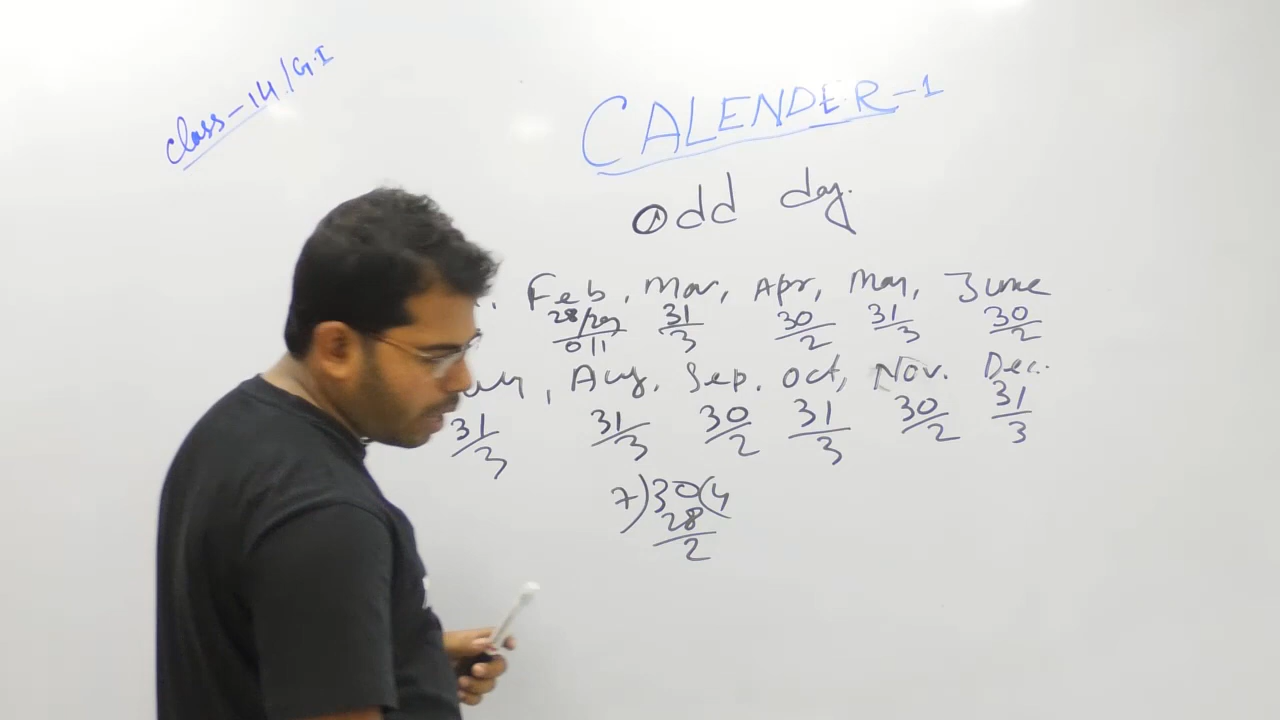 class-14/G.I
CALENDER-1
odd day.
Feb, Mar, Apr, May, June
28/29 31 30 31 30
0/1 3 2 3 2
Aug. Sep. Oct, Nov. Dec.
31 31 30 31 30 31
3 3 2 3 2 3
7)30(4
28
2